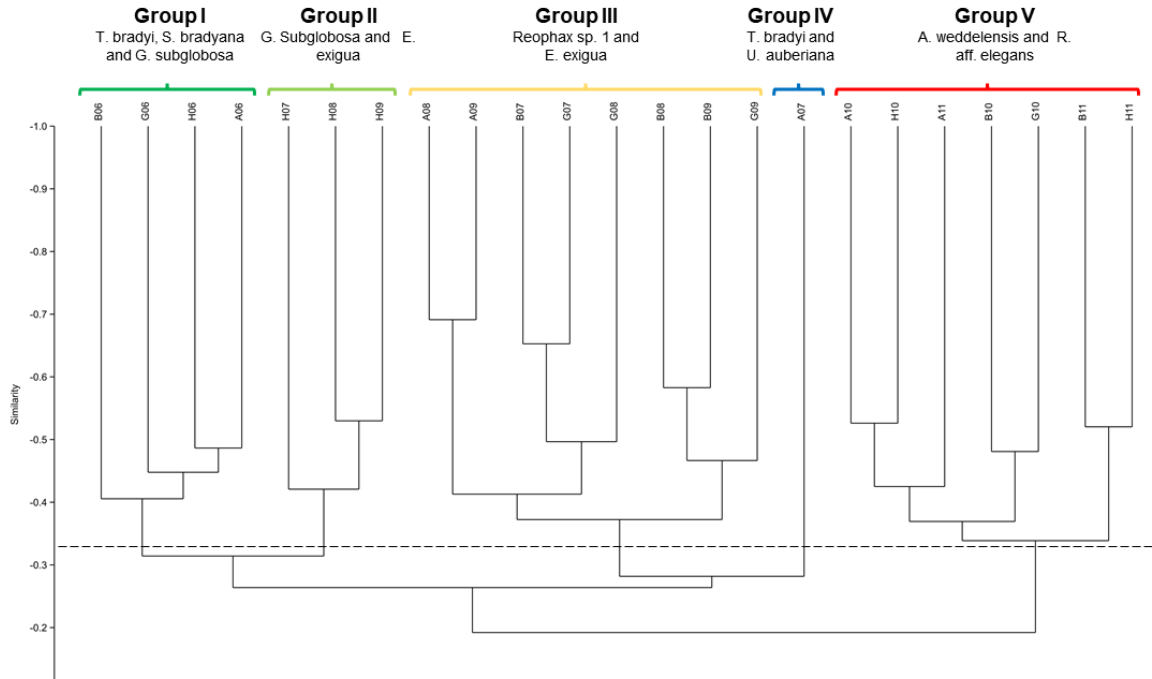 Group I
T. bradyi, S. bradyana
and G. subglobosa
Group II
G. Subglobosa and E.
exigua
Group III
Reophax sp. 1 and
E. exigua
Group IV
T. bradyi and
U. auberiana
Group V
A. weddelensis and R.
aff. elegans
B06
G06
H06
A06
H07
H08
H09
A08
A09
B07
G07
G08
B08
B09
G09
A07
A10
H10
A11
B10
G10
B11
H11
-1.0
-0.9
-0.8
-0.7
-0.6
-0.5
-0.4
-0.3
-0.2
Similarity